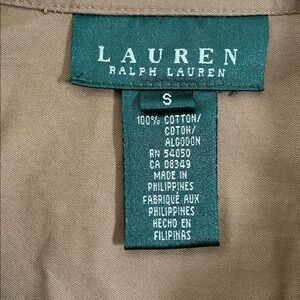 LAUREN
RALPH LAUREN
S
100% COTTON/
COTON/
ALGODON
RN 54050
CA 08349
MADE IN
PHILIPPINES
FABRIQUÉ AUX
PHILIPPINES
HECHO EN
FILIPINAS